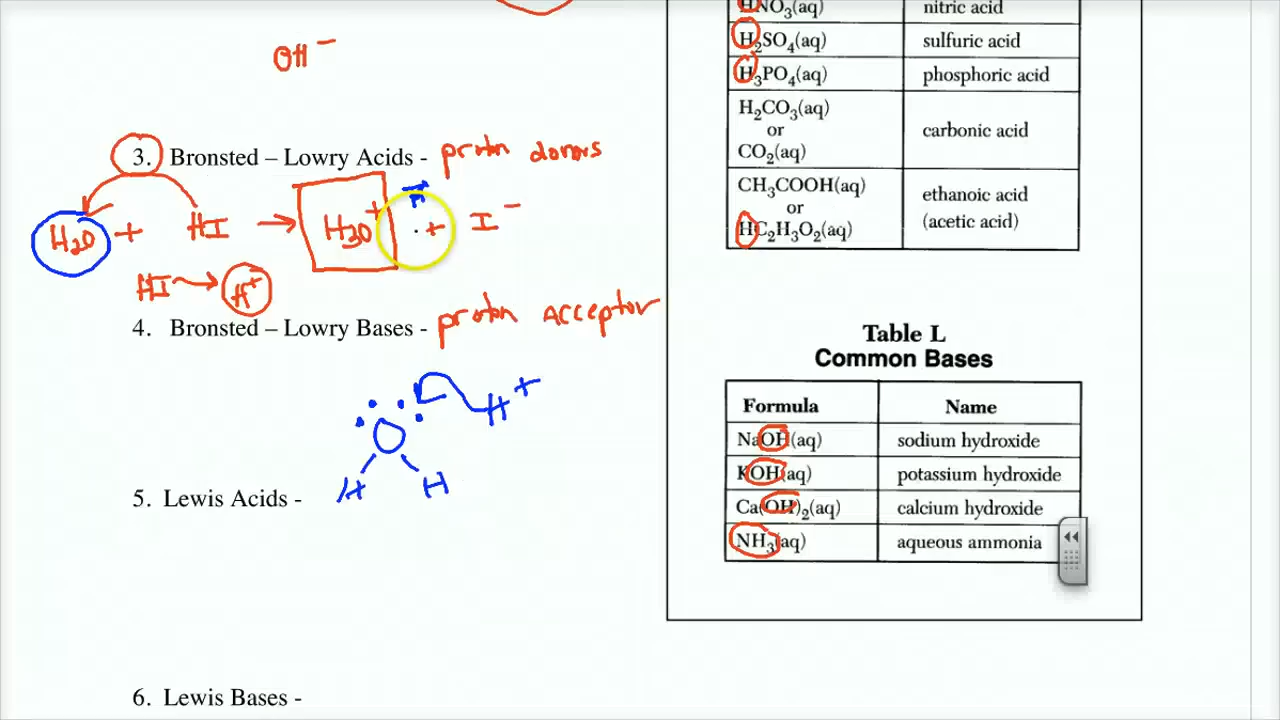 OH⁻
3. Bronsted – Lowry Acids - proton donors
H₂O + HI → H₃O⁺ + I⁻
HI → H⁺
4. Bronsted – Lowry Bases - proton acceptor
H⁺
O
H H
5. Lewis Acids -
6. Lewis Bases -
HNO₃(aq) nitric acid
H₂SO₄(aq) sulfuric acid
H₃PO₄(aq) phosphoric acid
H₂CO₃(aq)
or
CO₂(aq)
carbonic acid
CH₃COOH(aq)
or
HC₂H₃O₂(aq)
ethanoic acid
(acetic acid)
Table L
Common Bases
Formula Name
NaOH(aq) sodium hydroxide
KOH(aq) potassium hydroxide
Ca(OH)₂(aq) calcium hydroxide
NH₃(aq) aqueous ammonia